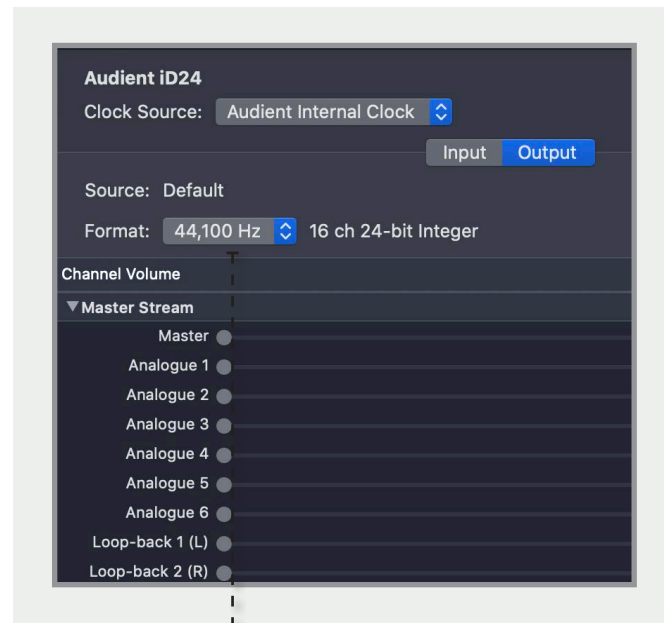 Audient iD24
Clock Source: Audient Internal Clock
Input Output
Source: Default
Format: 44,100 Hz 16 ch 24-bit Integer
Channel Volume
Master Stream
Master
Analogue 1
Analogue 2
Analogue 3
Analogue 4
Analogue 5
Analogue 6
Loop-back 1 (L)
Loop-back 2 (R)